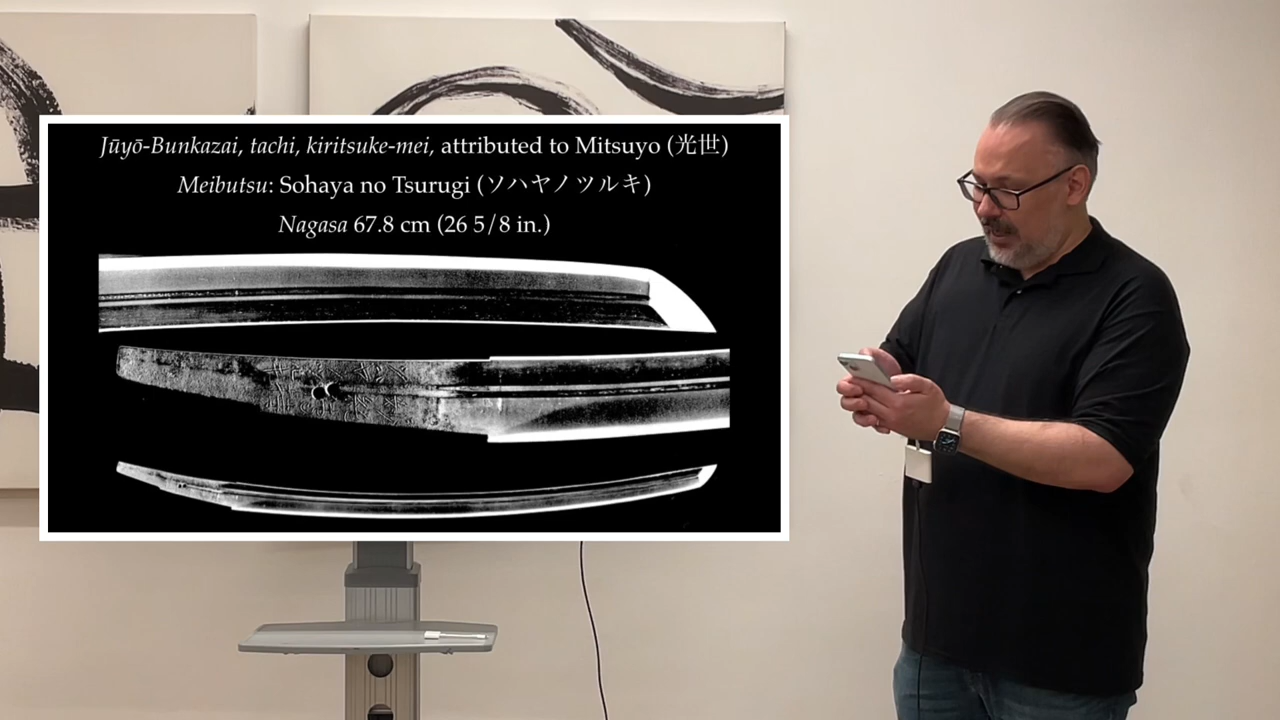 Jūyō-Bunkazai, tachi, kiritsuke-mei, attributed to Mitsuyo (光世)
Meibutsu: Sohaya no Tsurugi (ソハヤノツルキ)
Nagasa 67.8 cm (26 5/8 in.)